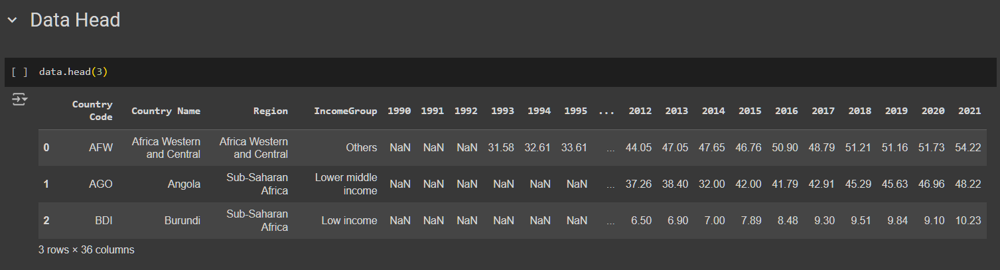 Data Head
[ ] data.head(3)
Country Code Country Name Region IncomeGroup 1990 1991 1992 1993 1994 1995 ... 2012 2013 2014 2015 2016 2017 2018 2019 2020 2021
0 AFW Africa Western and Central Africa Western and Central Others NaN NaN NaN 31.58 32.61 33.61 ... 44.05 47.05 47.65 46.76 50.90 48.79 51.21 51.16 51.73 54.22
1 AGO Angola Sub-Saharan Africa Lower middle income NaN NaN NaN NaN NaN NaN ... 37.26 38.40 32.00 42.00 41.79 42.91 45.29 45.63 46.96 48.22
2 BDI Burundi Sub-Saharan Africa Low income NaN NaN NaN NaN NaN NaN ... 6.50 6.90 7.00 7.89 8.48 9.30 9.51 9.84 9.10 10.23
3 rows × 36 columns